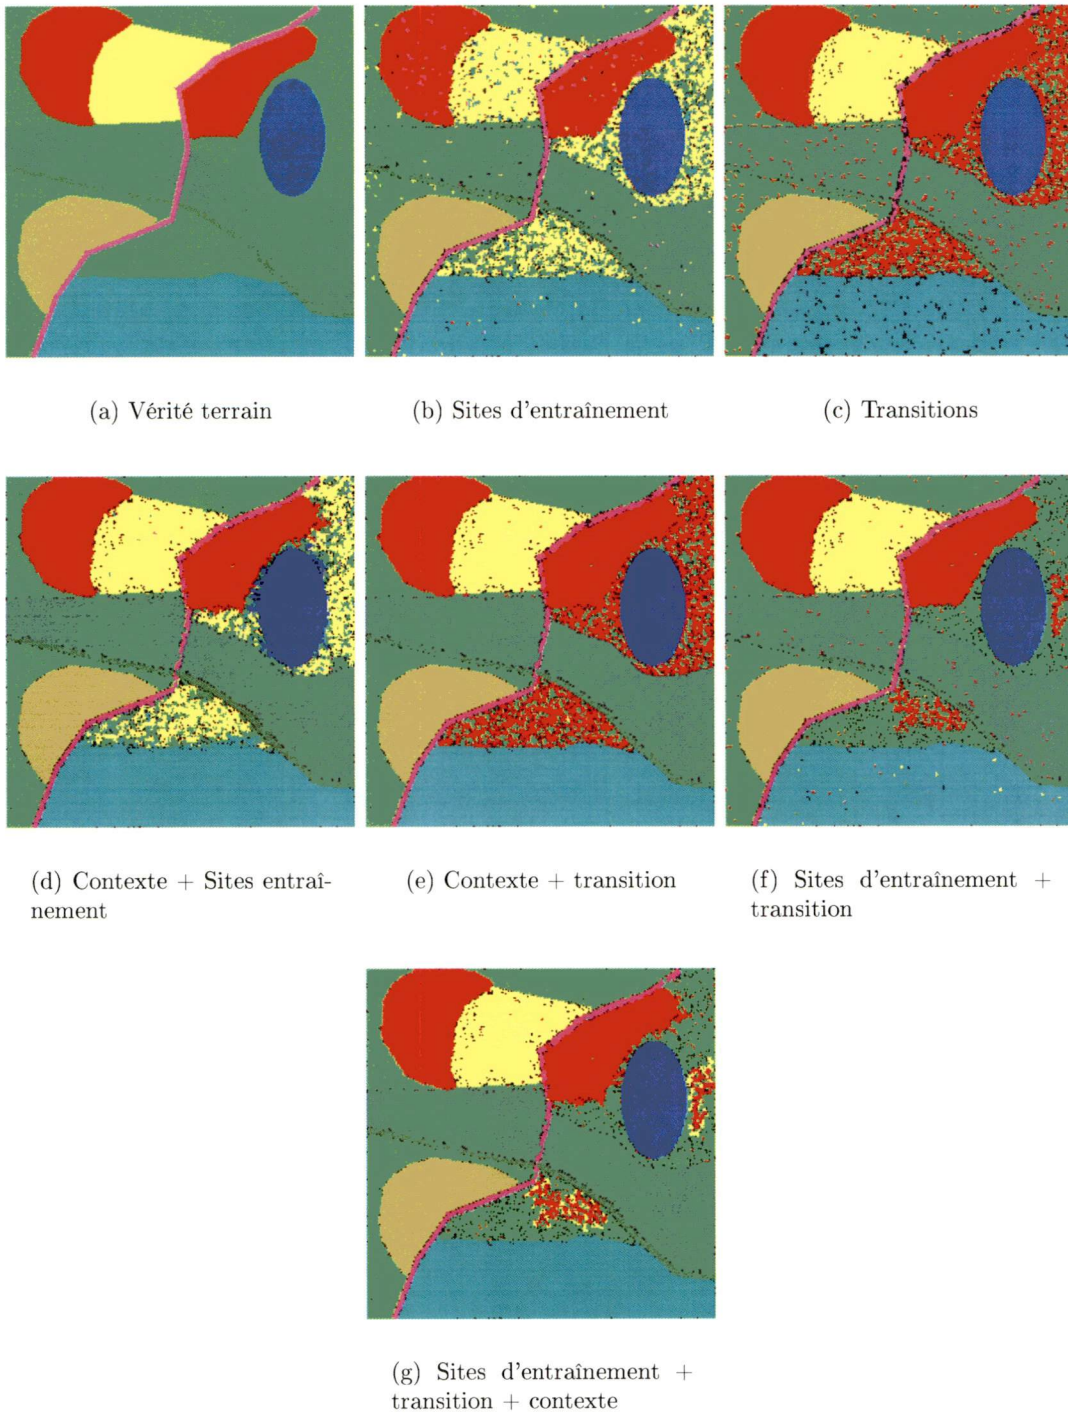 (a) Vérité terrain
(b) Sites d'entraînement
(c) Transitions
(d) Contexte + Sites entraî-
nement
(e) Contexte + transition
(f) Sites d'entraînement +
transition
(g) Sites d'entraînement +
transition + contexte